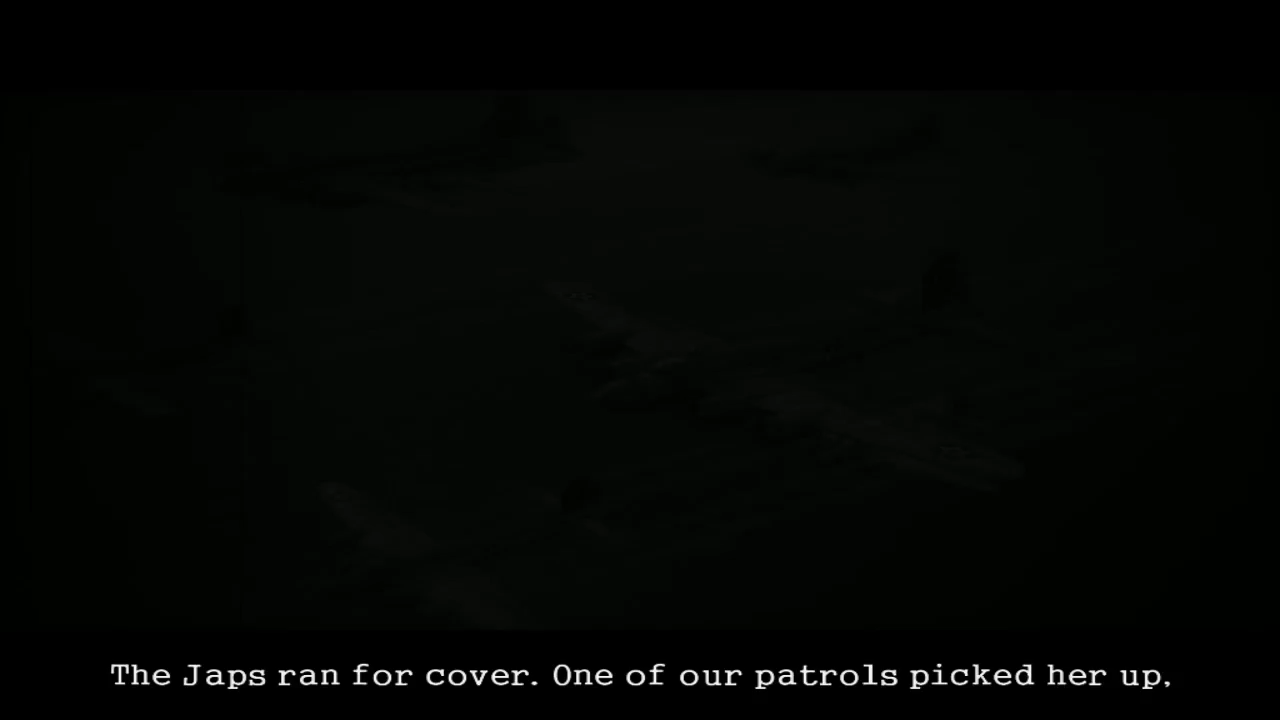 The Japs ran for cover. One of our patrols picked her up,